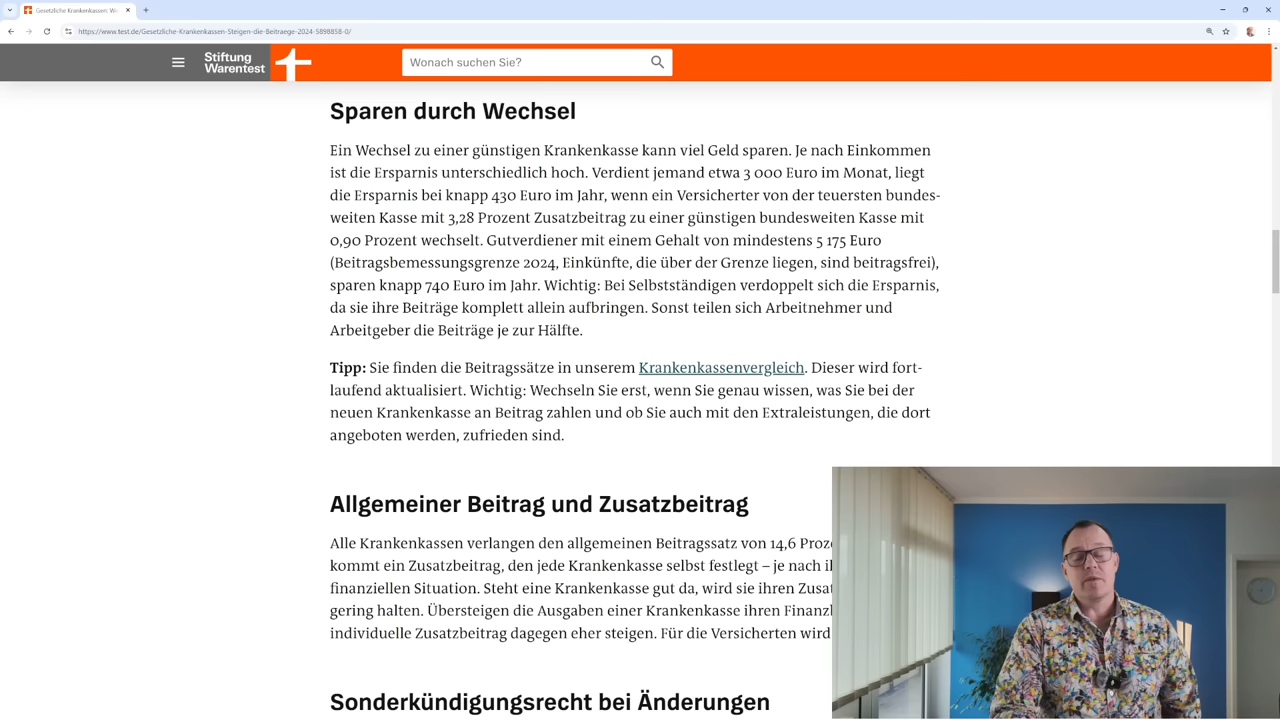 Gesetzliche Krankenkassen: W
https://www.test.de/Gesetzliche-Krankenkassen-Steigen-die-Beitraege-2024-5898858-0/
Stiftung
Warentest
Wonach suchen Sie?
Sparen durch Wechsel
Ein Wechsel zu einer günstigen Krankenkasse kann viel Geld sparen. Je nach Einkommen
ist die Ersparnis unterschiedlich hoch. Verdient jemand etwa 3 000 Euro im Monat, liegt
die Ersparnis bei knapp 430 Euro im Jahr, wenn ein Versicherter von der teuersten bundes-
weiten Kasse mit 3,28 Prozent Zusatzbeitrag zu einer günstigen bundesweiten Kasse mit
0,90 Prozent wechselt. Gutverdiener mit einem Gehalt von mindestens 5 175 Euro
(Beitragsbemessungsgrenze 2024, Einkünfte, die über der Grenze liegen, sind beitragsfrei),
sparen knapp 740 Euro im Jahr. Wichtig: Bei Selbstständigen verdoppelt sich die Ersparnis,
da sie ihre Beiträge komplett allein aufbringen. Sonst teilen sich Arbeitnehmer und
Arbeitgeber die Beiträge je zur Hälfte.
Tipp: Sie finden die Beitragssätze in unserem Krankenkassenvergleich. Dieser wird fort-
laufend aktualisiert. Wichtig: Wechseln Sie erst, wenn Sie genau wissen, was Sie bei der
neuen Krankenkasse an Beitrag zahlen und ob Sie auch mit den Extraleistungen, die dort
angeboten werden, zufrieden sind.
Allgemeiner Beitrag und Zusatzbeitrag
Alle Krankenkassen verlangen den allgemeinen Beitragssatz von 14,6 Proze
kommt ein Zusatzbeitrag, den jede Krankenkasse selbst festlegt – je nach ih
finanziellen Situation. Steht eine Krankenkasse gut da, wird sie ihren Zusat
gering halten. Übersteigen die Ausgaben einer Krankenkasse ihren Finanz
individuelle Zusatzbeitrag dagegen eher steigen. Für die Versicherten wird
Sonderkündigungsrecht bei Änderungen